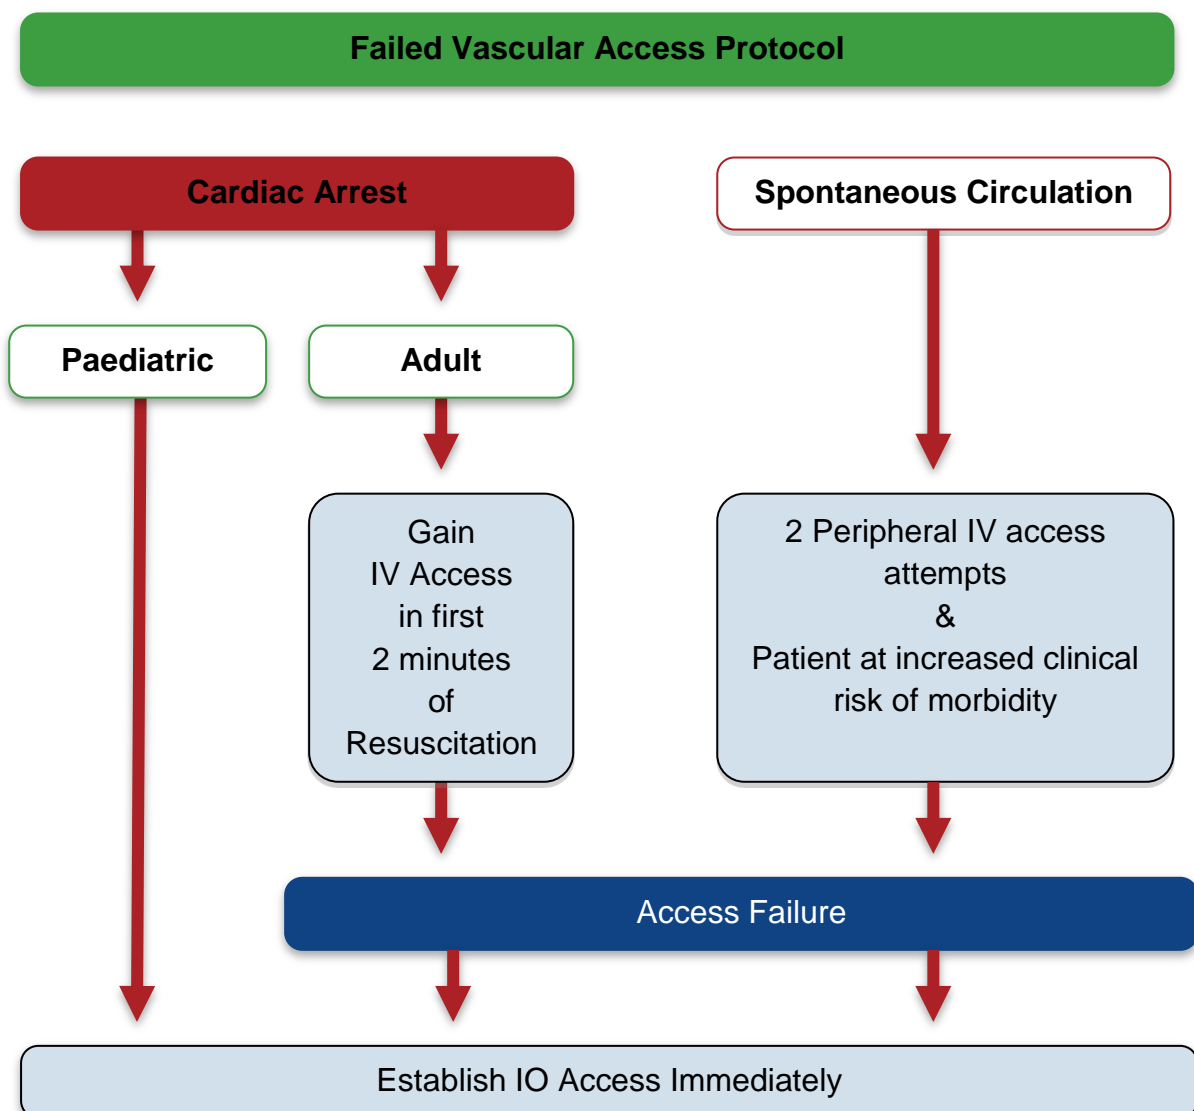 Failed Vascular Access Protocol
Cardiac Arrest
Spontaneous Circulation
Paediatric
Adult
Gain
IV Access
in first
2 minutes
of
Resuscitation
2 Peripheral IV access
attempts
&
Patient at increased clinical
risk of morbidity
Access Failure
Establish IO Access Immediately